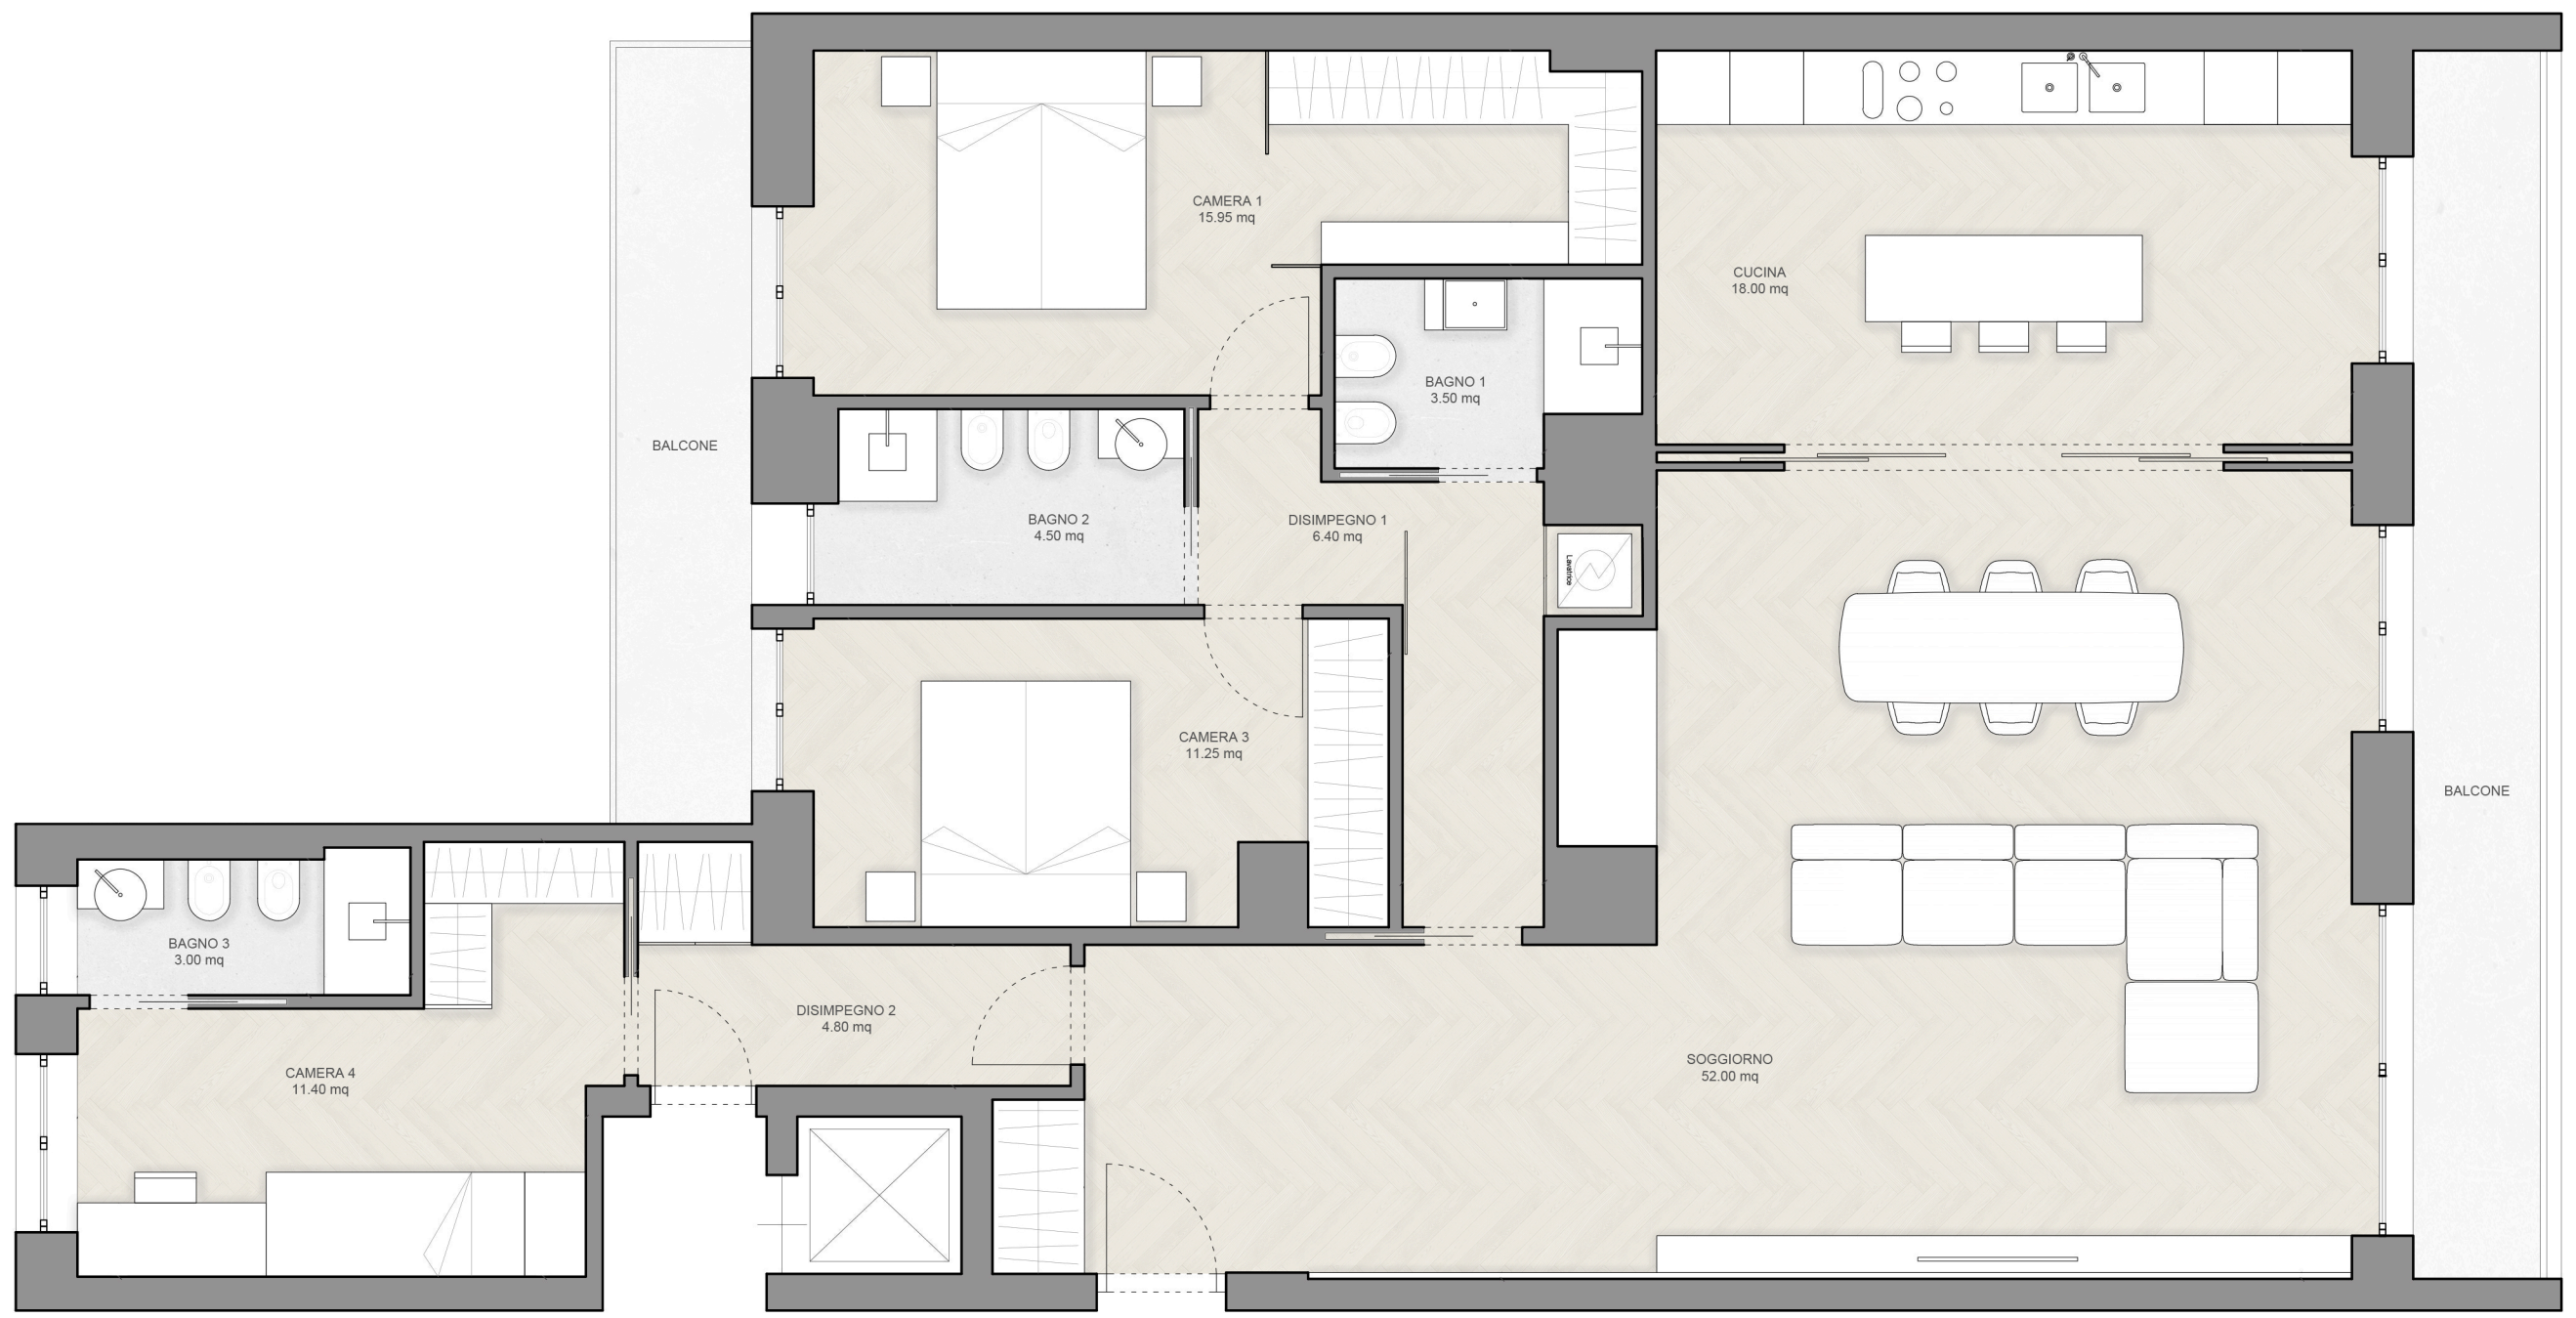 CAMERA 1
15.95 mq
CUCINA
18.00 mq
BAGNO 1
3.50 mq
BALCONE
BAGNO 2
4.50 mq
DISIMPEGNO 1
6.40 mq
Lavatrice
CAMERA 3
11.25 mq
BALCONE
BAGNO 3
3.00 mq
DISIMPEGNO 2
4.80 mq
CAMERA 4
11.40 mq
SOGGIORNO
52.00 mq